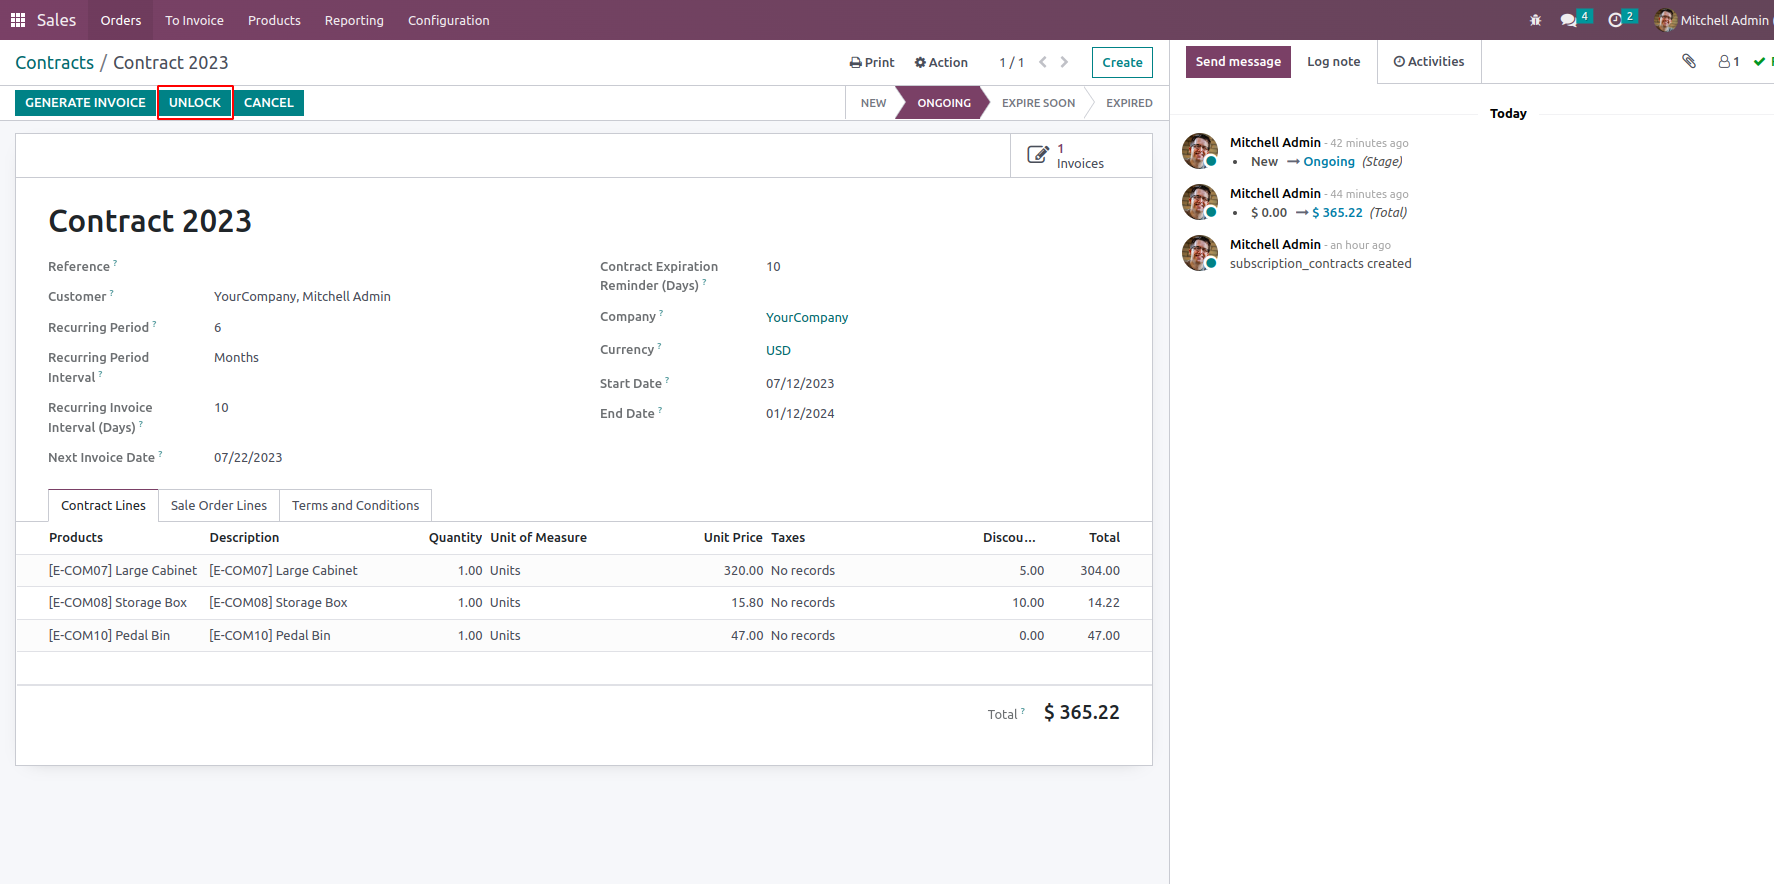 Sales Orders To Invoice Products Reporting Configuration 4 2 Mitchell Admin
Contracts / Contract 2023 Print Action 1 / 1 Create
GENERATE INVOICE UNLOCK CANCEL NEW ONGOING EXPIRE SOON EXPIRED
1
Invoices
Contract 2023
Reference ?
Customer ? YourCompany, Mitchell Admin
Recurring Period ? 6
Recurring Period
Interval ? Months
Recurring Invoice
Interval (Days) ? 10
Next Invoice Date ? 07/22/2023
Contract Expiration
Reminder (Days) ? 10
Company ? YourCompany
Currency ? USD
Start Date ? 07/12/2023
End Date ? 01/12/2024
Contract Lines Sale Order Lines Terms and Conditions
Products Description Quantity Unit of Measure Unit Price Taxes Discou... Total
[E-COM07] Large Cabinet [E-COM07] Large Cabinet 1.00 Units 320.00 No records 5.00 304.00
[E-COM08] Storage Box [E-COM08] Storage Box 1.00 Units 15.80 No records 10.00 14.22
[E-COM10] Pedal Bin [E-COM10] Pedal Bin 1.00 Units 47.00 No records 0.00 47.00
Total ? $ 365.22
Send message Log note Activities 1
Today
Mitchell Admin - 42 minutes ago
• New → Ongoing (Stage)
Mitchell Admin - 44 minutes ago
• $ 0.00 → $ 365.22 (Total)
Mitchell Admin - an hour ago
subscription_contracts created